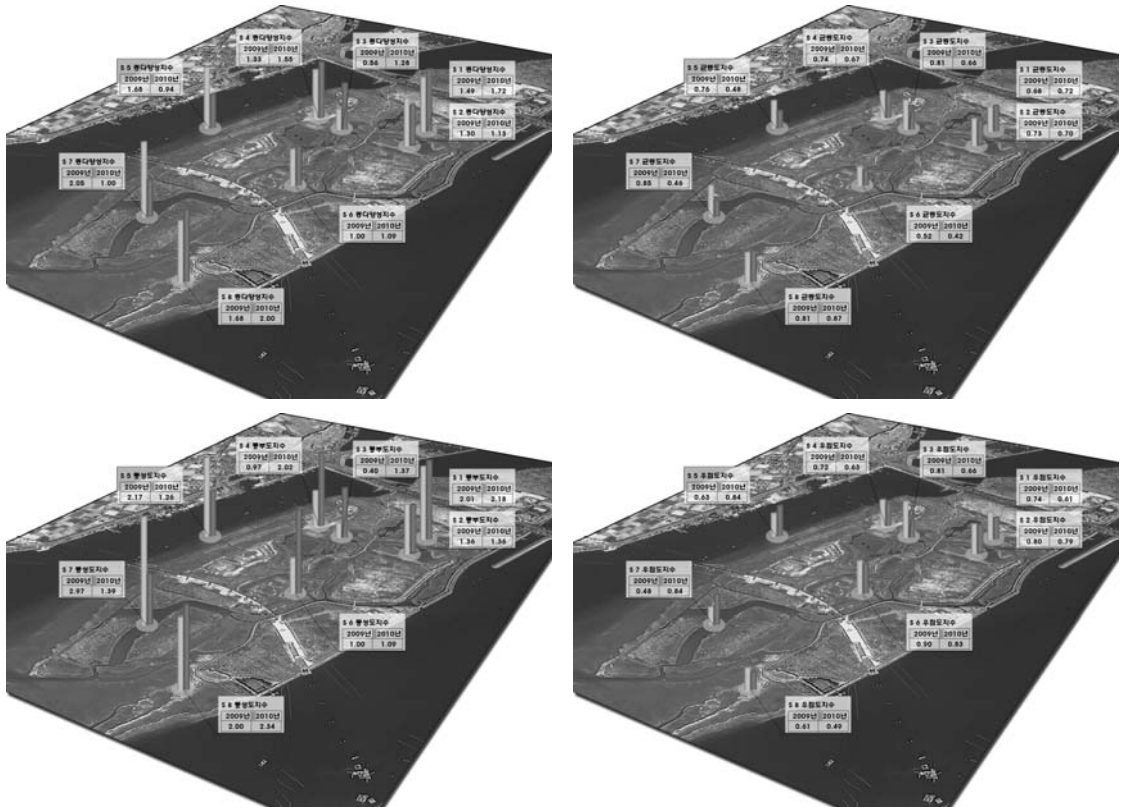 S 4 종다양성지수
2009년 2010년
1.33 1.55
S 3 종다양성지수
2009년 2010년
0.56 1.28
S 5 종다양성지수
2009년 2010년
1.68 0.94
S 1 종다양성지수
2009년 2010년
1.49 1.72
S 2 종다양성지수
2009년 2010년
1.30 1.15
S 7 종다양성지수
2009년 2010년
2.05 1.00
S 6 종다양성지수
2009년 2010년
1.00 1.09
S 8 종다양성지수
2009년 2010년
1.68 2.00
S 4 균등도지수
2009년 2010년
0.74 0.67
S 3 균등도지수
2009년 2010년
0.81 0.66
S 5 균등도지수
2009년 2010년
0.76 0.48
S 1 균등도지수
2009년 2010년
0.68 0.72
S 2 균등도지수
2009년 2010년
0.73 0.70
S 7 균등도지수
2009년 2010년
0.85 0.46
S 6 균등도지수
2009년 2010년
0.52 0.42
S 8 균등도지수
2009년 2010년
0.81 0.87
S 4 풍부도지수
2009년 2010년
0.97 2.02
S 3 풍부도지수
2009년 2010년
0.40 1.37
S 5 풍성도지수
2009년 2010년
2.17 1.26
S 1 풍부도지수
2009년 2010년
2.01 2.18
S 2 풍부도지수
2009년 2010년
1.36 1.36
S 7 풍성도지수
2009년 2010년
2.97 1.39
S 6 풍성도지수
2009년 2010년
1.00 1.09
S 8 풍성도지수
2009년 2010년
2.00 2.34
S 4 우점도지수
2009년 2010년
0.72 0.65
S 3 우점도지수
2009년 2010년
0.81 0.66
S 5 우점도지수
2009년 2010년
0.63 0.84
S 1 우점도지수
2009년 2010년
0.74 0.61
S 2 우점도지수
2009년 2010년
0.80 0.79
S 7 우점도지수
2009년 2010년
0.48 0.84
S 6 우점도지수
2009년 2010년
0.90 0.83
S 8 우점도지수
2009년 2010년
0.61 0.49